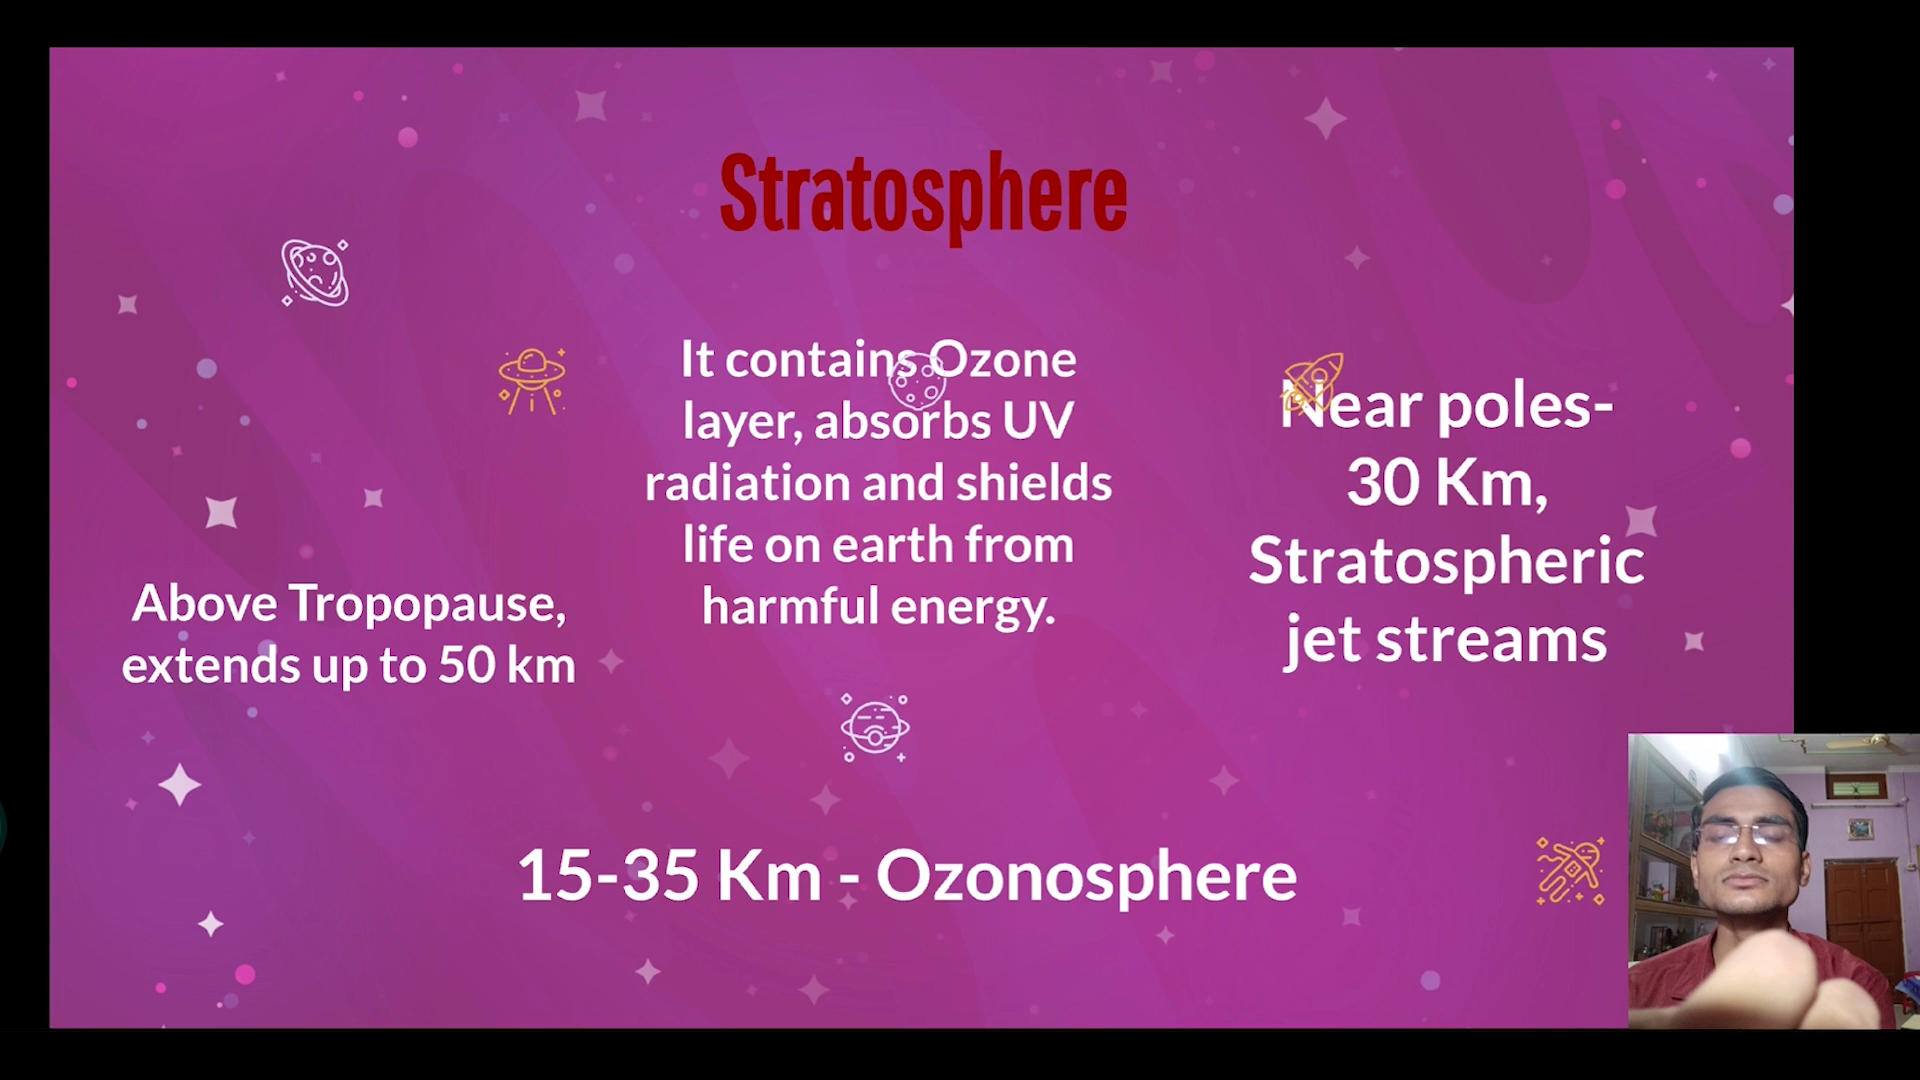 Stratosphere
Above Tropopause,
extends up to 50 km
It contains Ozone
layer, absorbs UV
radiation and shields
life on earth from
harmful energy.
Near poles-
30 Km,
Stratospheric
jet streams
15-35 Km - Ozonosphere